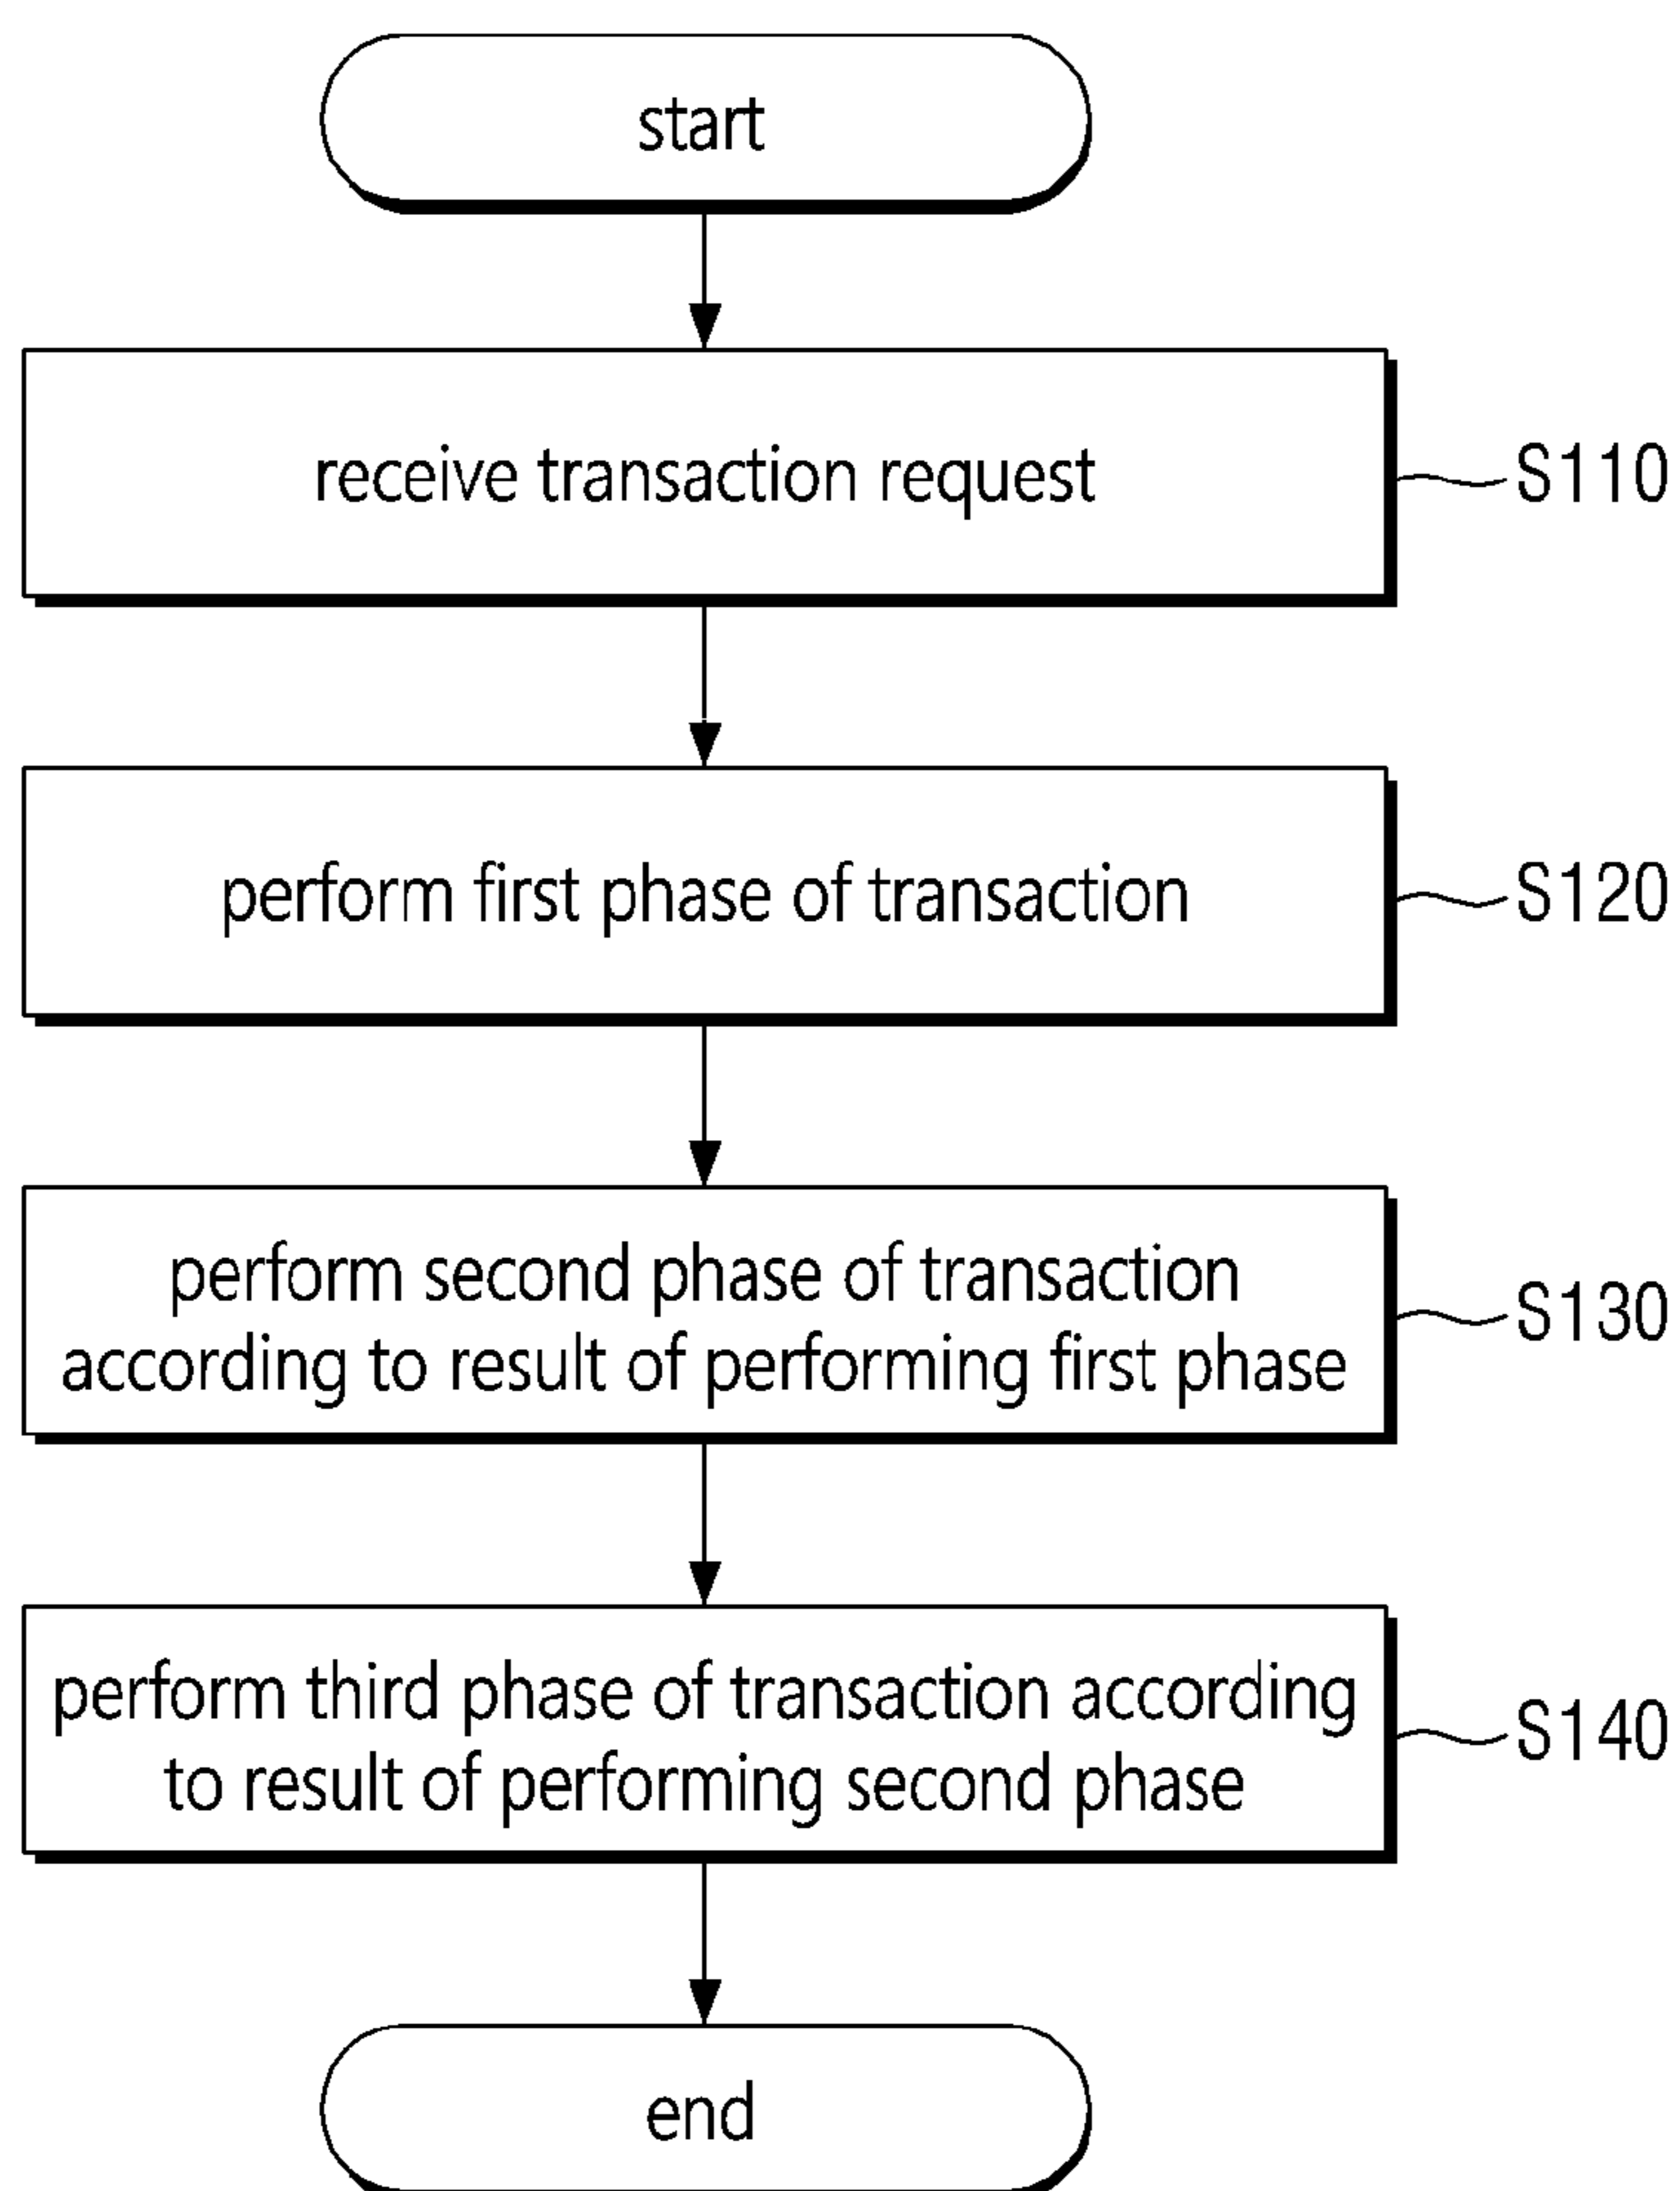 start
receive transaction request
S110
perform first phase of transaction
S120
perform second phase of transaction
according to result of performing first phase
S130
perform third phase of transaction according
to result of performing second phase
S140
end